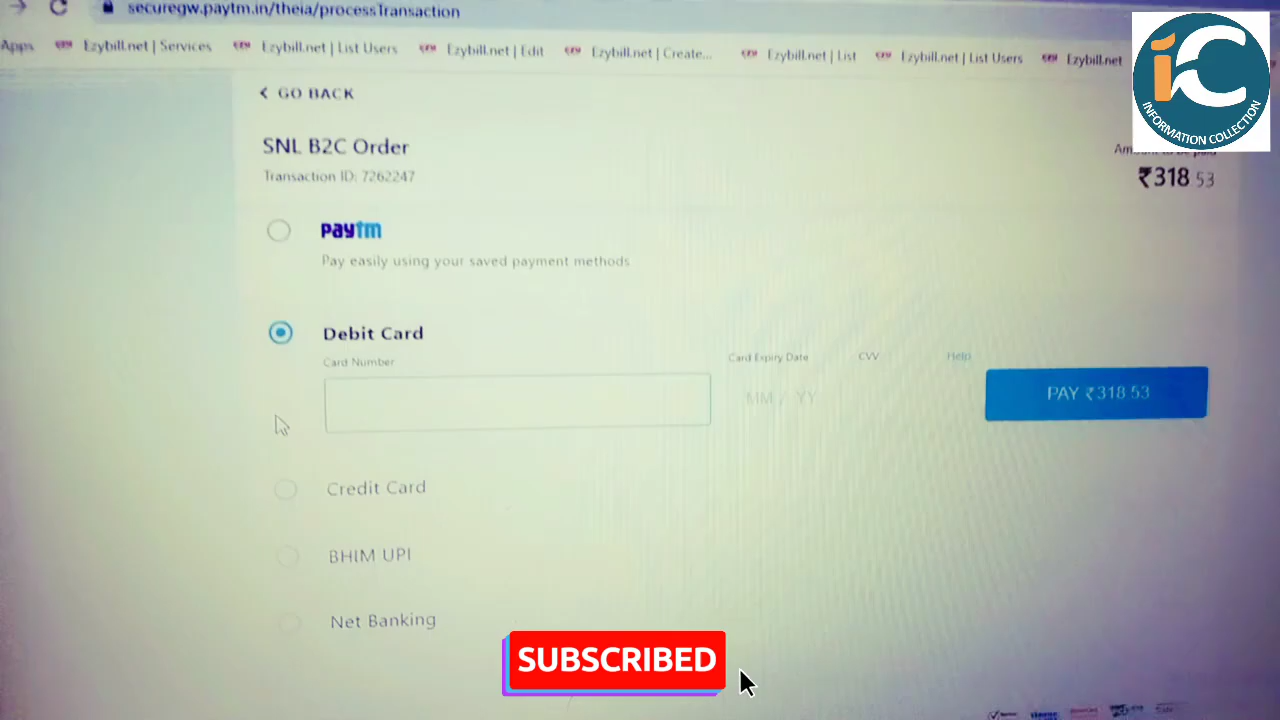 securegw.paytm.in/theia/processTransaction
Apps Ezybill.net | Services Ezybill.net | List Users Ezybill.net | Edit Ezybill.net | Create... Ezybill.net | List Ezybill.net | List Users Ezybill.net
iC
INFORMATION COLLECTION
GO BACK
SNL B2C Order
Transaction ID: 7262247
₹318.53
paytm
Pay easily using your saved payment methods
Debit Card
Card Number
Card Expiry Date CVV Help
MM / YY
PAY ₹318.53
Credit Card
BHIM UPI
Net Banking
SUBSCRIBED